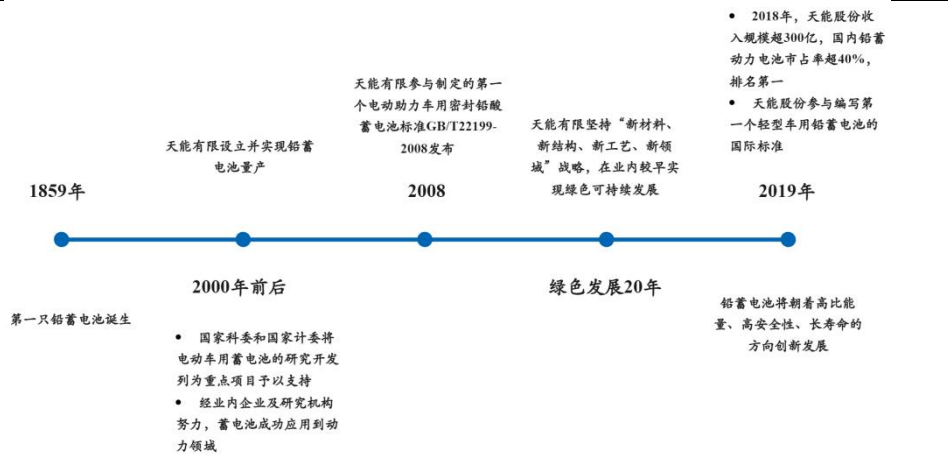 1859年
第一只铅蓄电池诞生
天能有限设立并实现铅蓄
电池量产
2000年前后
• 国家科委和国家计委将
电动车用蓄电池的研究开发
列为重点项目予以支持
• 经业内企业及研究机构
努力，蓄电池成功应用到动
力领域
天能有限参与制定的第一
个电动助力车用密封铅酸
蓄电池标准GB/T22199-
2008发布
2008
天能有限坚持“新材料、
新结构、新工艺、新领
域”战略，在业内较早实
现绿色可持续发展
绿色发展20年
• 2018年，天能股份收
入规模超300亿，国内铅蓄
动力电池市占率超40%，
排名第一
• 天能股份参与编写第
一个轻型车用铅蓄电池的
国际标准
2019年
铅蓄电池将朝着高比能
量、高安全性、长寿命的
方向创新发展